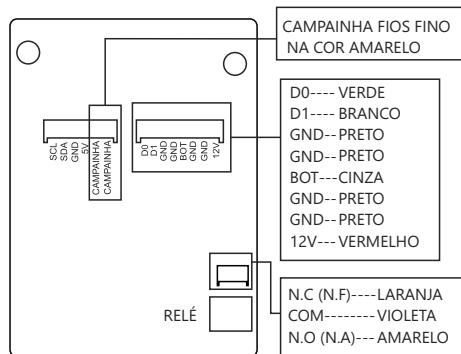 CAMPAINHA FIOS FINO
NA COR AMARELO
SCL
SDA
GND
5V
CAMPAINHA
CAMPAINHA
D0
D1
GND
GND
BOT
GND
GND
12V
D0---- VERDE
D1---- BRANCO
GND-- PRETO
GND-- PRETO
BOT---CINZA
GND-- PRETO
GND-- PRETO
12V--- VERMELHO
RELÉ
N.C (N.F)----LARANJA
COM-------- VIOLETA
N.O (N.A)--- AMARELO